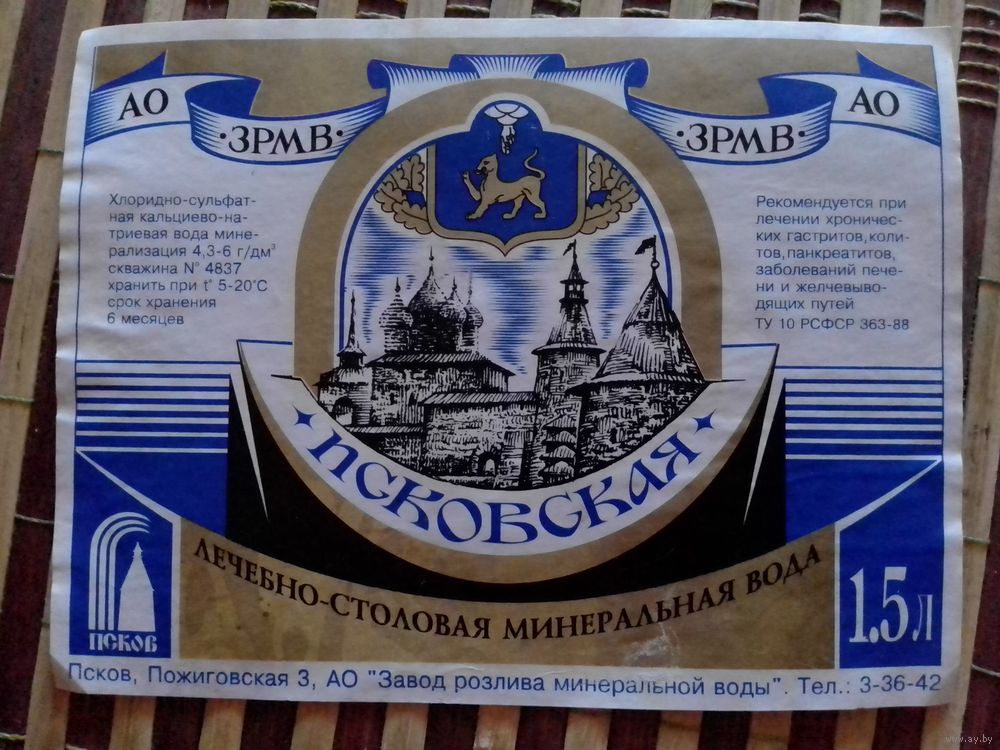 АО
·ЗРМВ·
·ЗРМВ·
АО
Хлоридно-сульфат-
ная кальциево-на-
триевая вода мине-
рализация 4,3-6 г/дм³
скважина N° 4837
хранить при t° 5-20°С
срок хранения
6 месяцев
Рекомендуется при
лечении хроничес-
ких гастритов,коли-
тов,панкреатитов,
заболеваний пече-
ни и желчевыво-
дящих путей
ТУ 10 РСФСР 363-88
ПСКОВСКАЯ
ЛЕЧЕБНО-СТОЛОВАЯ МИНЕРАЛЬНАЯ ВОДА
ПСКОВ
1.5 л
Псков, Пожиговская 3, АО "Завод розлива минеральной воды". Тел.: 3-36-42
www.ay.by